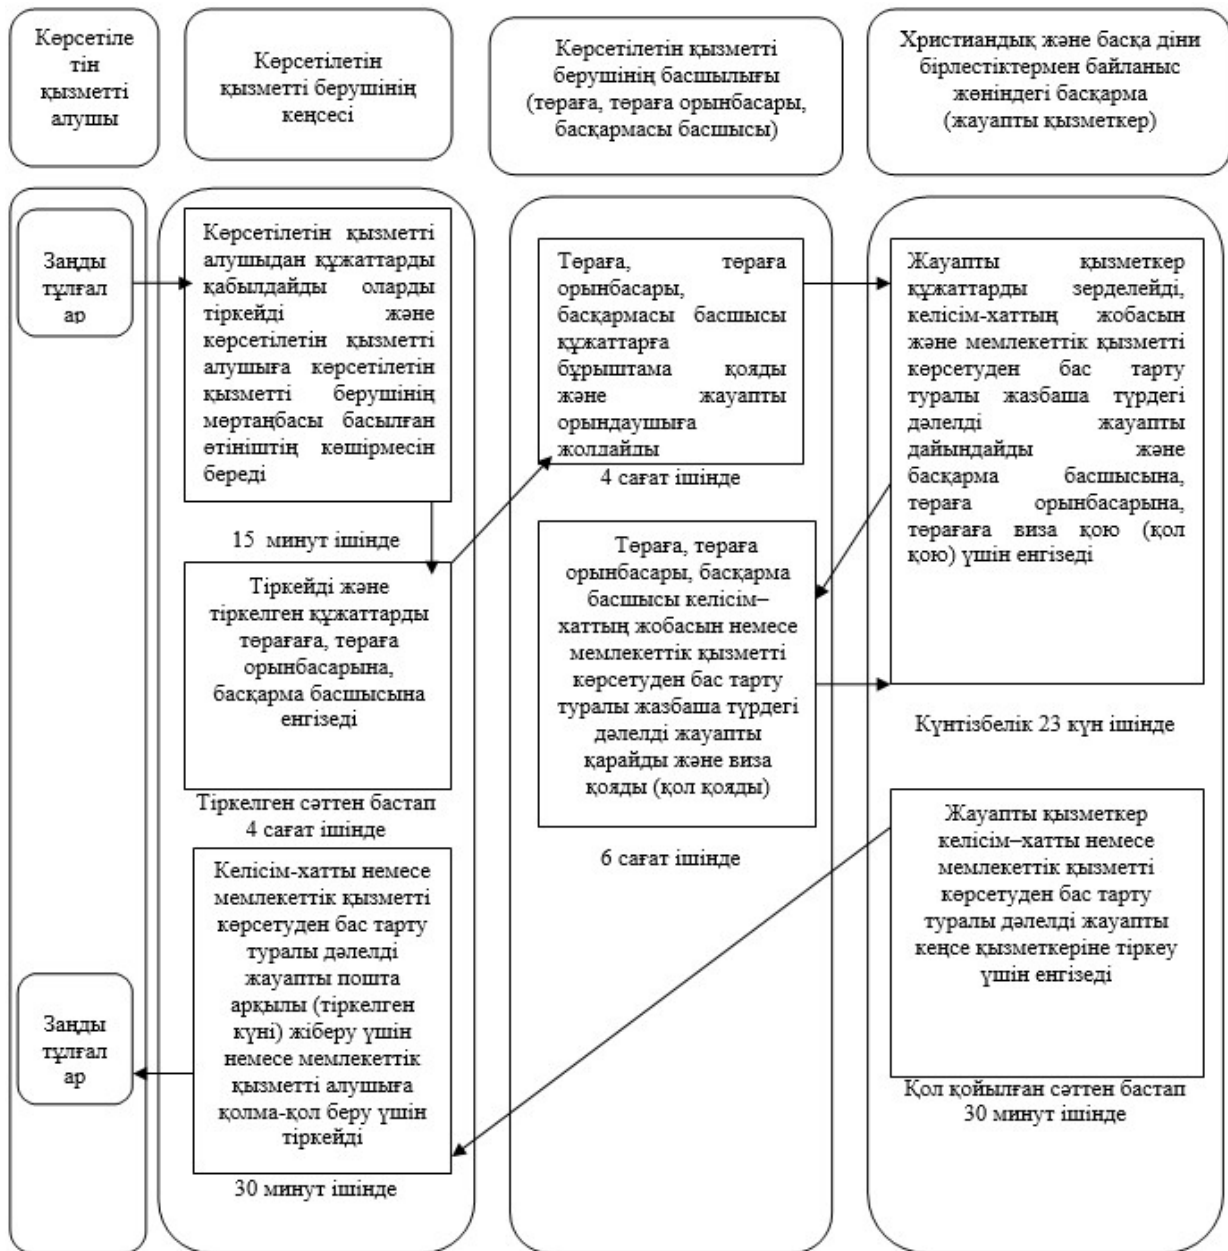 Көрсетіле
тін
қызметті
алушы
Көрсетілетін
қызметті берушінің
кеңсесі
Көрсетілетін қызметті
берушінің басшылығы
(төраға, төраға орынбасары,
басқармасы басшысы)
Христиандық және басқа діни
бірлестіктермен байланыс
жөніндегі басқарма
(жауапты қызметкер)
Заңды
тұлғал
ар
Көрсетілетін қызметті
алушыдан құжаттарды
қабылдайды оларды
тіркейді және
көрсетілетін қызметті
алушыға көрсетілетін
қызметті берушінің
мөртаңбасы басылған
өтініштің көшірмесін
береді
15 минут ішінде
Тіркейді және
тіркелген құжаттарды
төрағаға, төраға
орынбасарына,
басқарма басшысына
енгізеді
Тіркелген сәттен бастап
4 сағат ішінде
Төраға, төраға
орынбасары,
басқармасы басшысы
құжаттарға
бұрыштама қояды
және жауапты
орындаушыға
жолдайды
4 сағат ішінде
Жауапты қызметкер
құжаттарды зерделейді,
келісім-хаттың жобасын
және мемлекеттік қызметті
көрсетуден бас тарту
туралы жазбаша түрдегі
дәлелді жауапты
дайындайды және
басқарма басшысына,
төраға орынбасарына,
төрағаға виза қою (қол
қою) үшін енгізеді
Күнтізбелік 23 күн ішінде
Төраға, төраға
орынбасары, басқарма
басшысы келісім–
хаттың жобасын немесе
мемлекеттік қызметті
көрсетуден бас тарту
туралы жазбаша түрдегі
дәлелді жауапты
қарайды және виза
қояды (қол қояды)
6 сағат ішінде
Жауапты қызметкер
келісім–хатты немесе
мемлекеттік қызметті
көрсетуден бас тарту
туралы дәлелді жауапты
кеңсе қызметкеріне тіркеу
үшін енгізеді
Қол қойылған сәттен бастап
30 минут ішінде
Келісім-хатты немесе
мемлекеттік қызметті
көрсетуден бас тарту
туралы дәлелді
жауапты пошта
арқылы (тіркелген
күні) жіберу үшін
немесе мемлекеттік
қызметті алушыға
қолма-қол беру үшін
тіркейді
30 минут ішінде
Заңды
тұлғал
ар